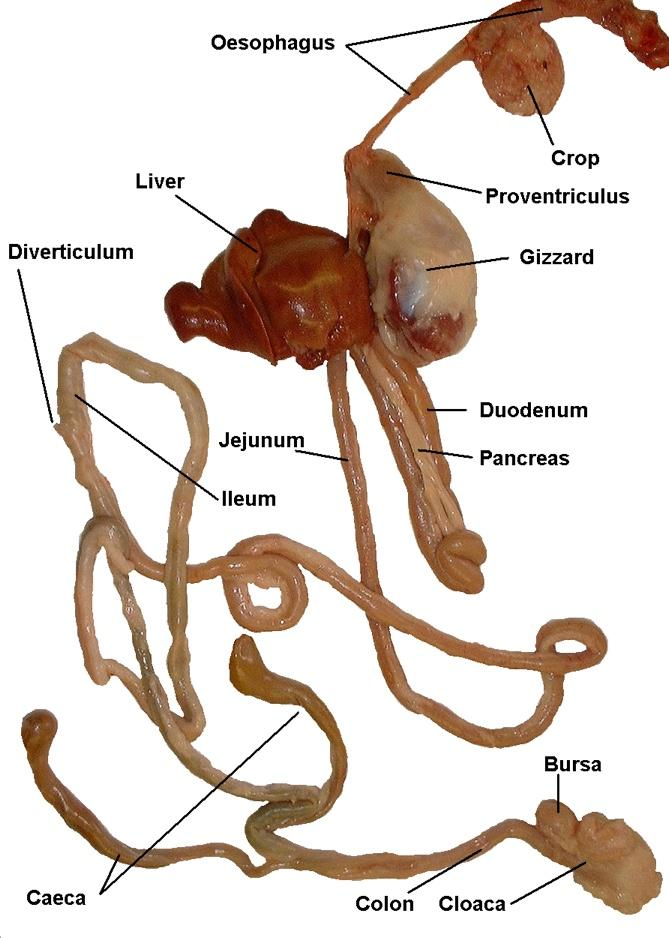 Oesophagus
Crop
Liver
Proventriculus
Diverticulum
Gizzard
Duodenum
Jejunum
Pancreas
Ileum
Bursa
Caeca
Colon
Cloaca